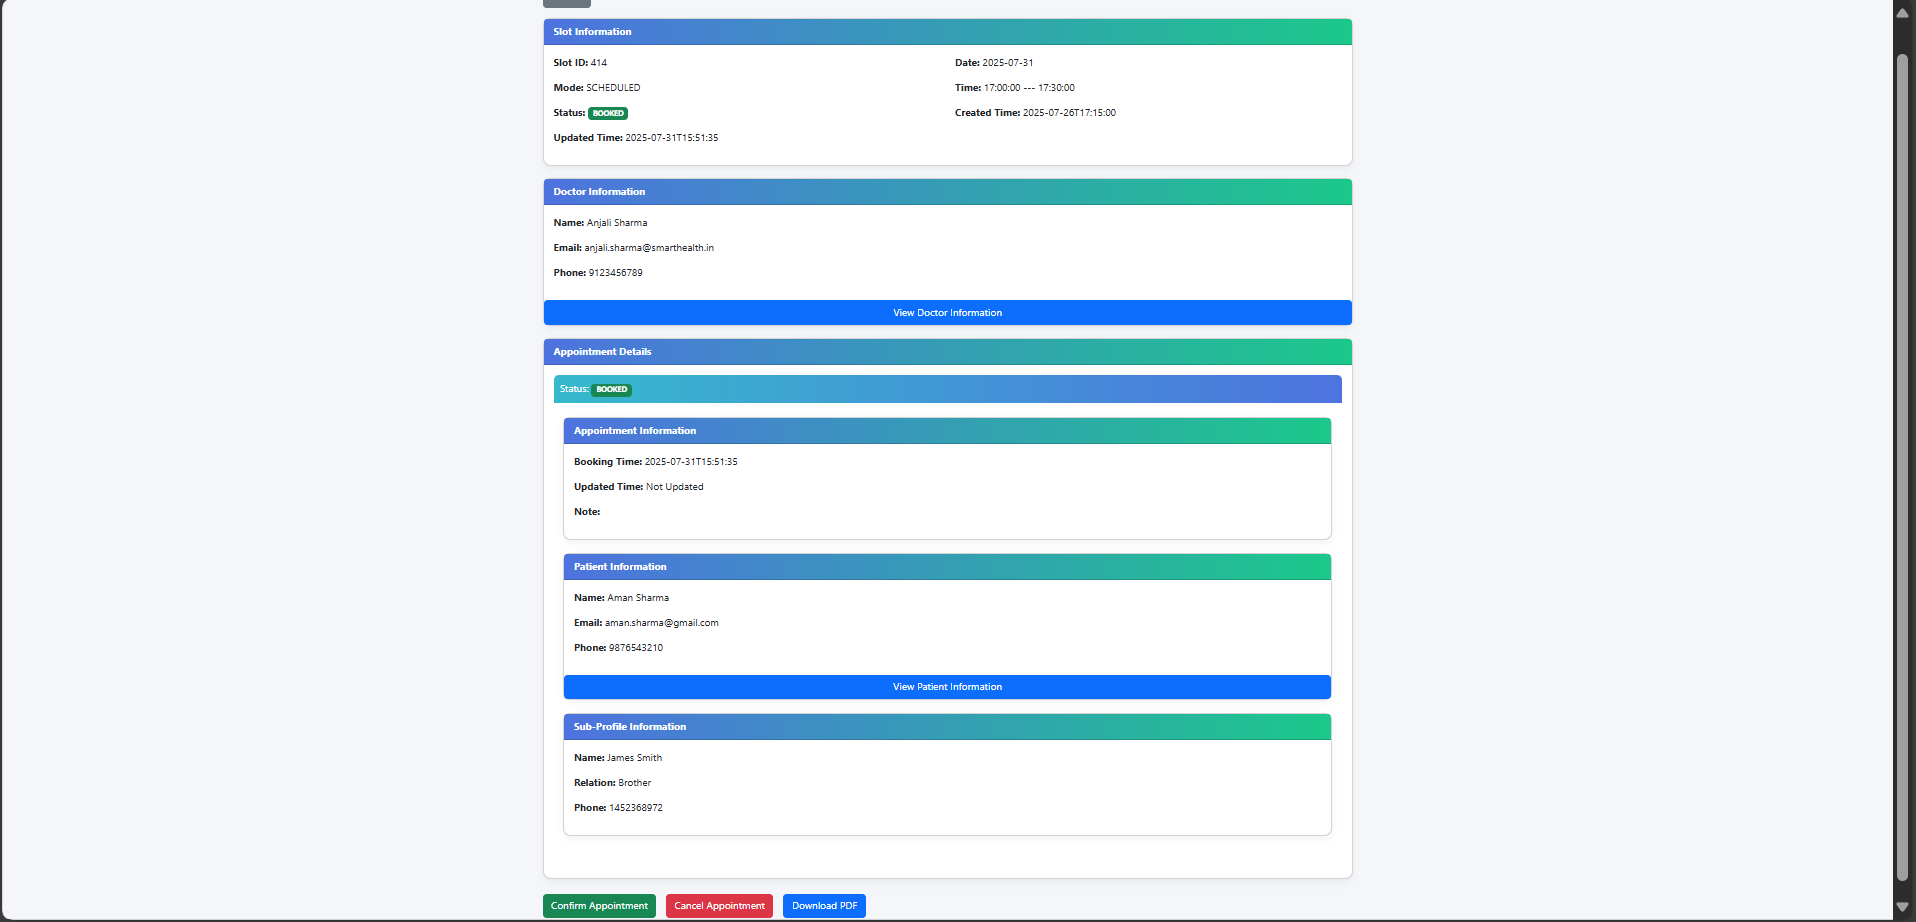 Slot Information
Slot ID: 414
Date: 2025-07-31
Mode: SCHEDULED
Time: 17:00:00 --- 17:30:00
Status: BOOKED
Created Time: 2025-07-26T17:15:00
Updated Time: 2025-07-31T15:51:35
Doctor Information
Name: Anjali Sharma
Email: anjali.sharma@smarthealth.in
Phone: 9123456789
View Doctor Information
Appointment Details
Status: BOOKED
Appointment Information
Booking Time: 2025-07-31T15:51:35
Updated Time: Not Updated
Note:
Patient Information
Name: Aman Sharma
Email: aman.sharma@gmail.com
Phone: 9876543210
View Patient Information
Sub-Profile Information
Name: James Smith
Relation: Brother
Phone: 1452368972
Confirm Appointment
Cancel Appointment
Download PDF